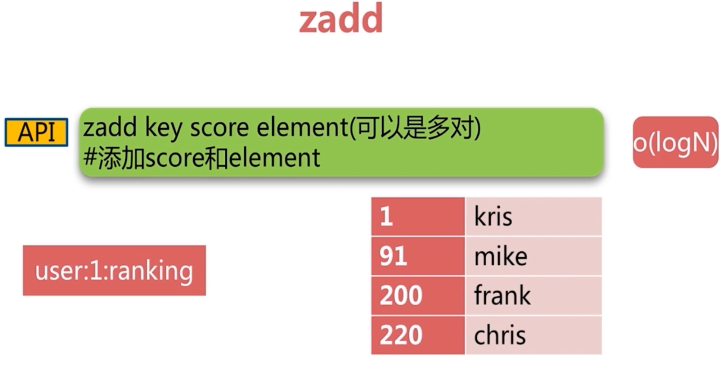 zadd
API
zadd key score element(可以是多对)
#添加score和element
o(logN)
user:1:ranking
1 kris
91 mike
200 frank
220 chris